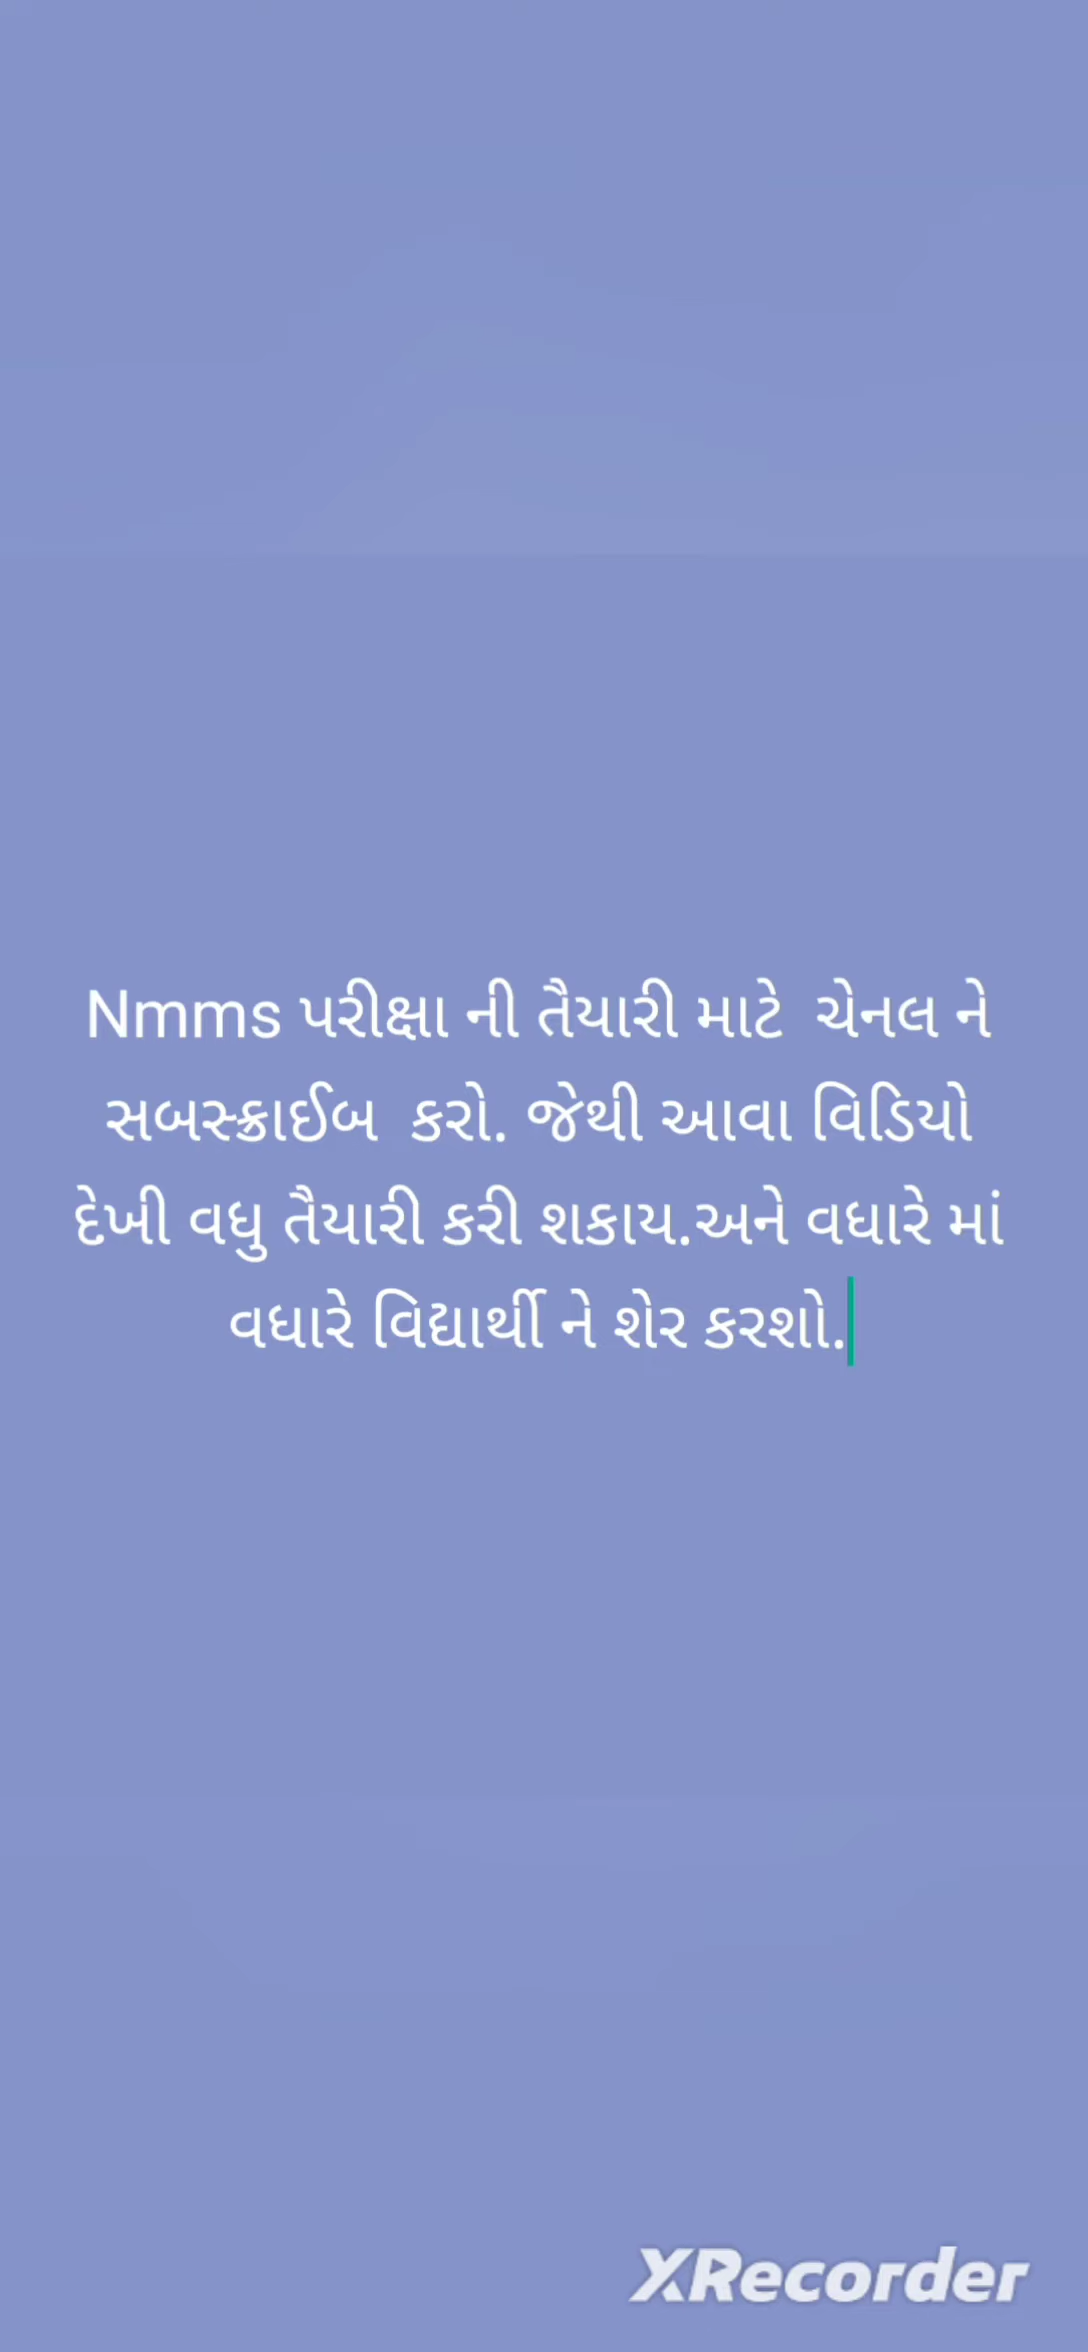 Nmms પરીક્ષા ની તૈયારી માટે  ચેનલ ને
સબસ્ક્રાઈબ  કરો. જેથી આવા વિડિયો
દેખી વધુ તૈયારી કરી શકાય.અને વધારે માં
વધારે વિદ્યાર્થી ને શેર કરશો.
XRecorder